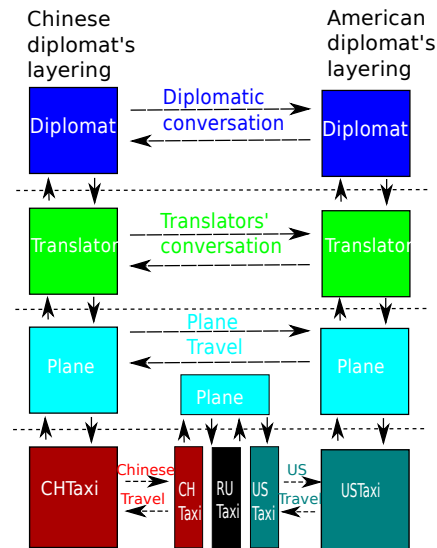 Chinese
diplomat's
layering
American
diplomat's
layering
Diplomat
Diplomatic
conversation
Diplomat
Translator
Translators'
conversation
Translator
Plane
Plane
Travel
Plane
Plane
CHTaxi
Chinese
Travel
CH
Taxi
RU
Taxi
US
Taxi
US
Travel
USTaxi